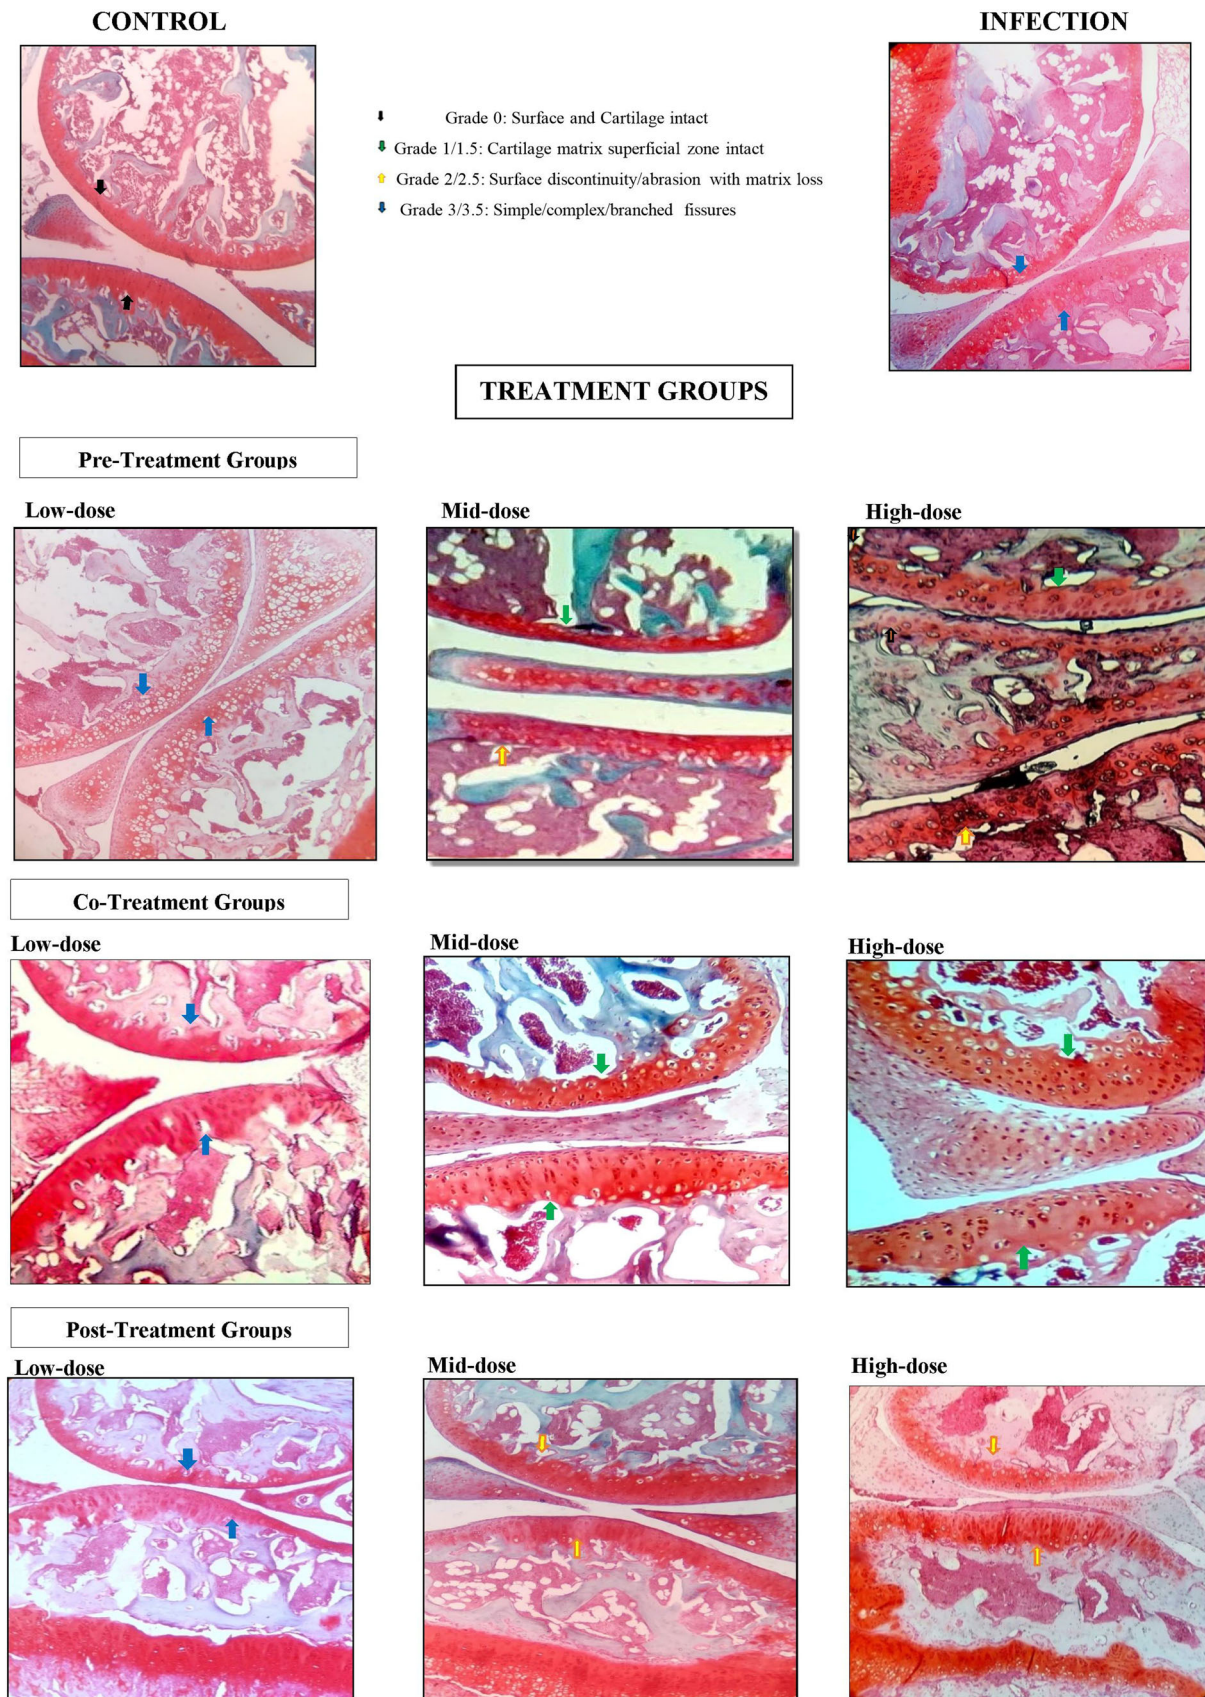 CONTROL
INFECTION
Grade 0: Surface and Cartilage intact
Grade 1/1.5: Cartilage matrix superficial zone intact
Grade 2/2.5: Surface discontinuity/abrasion with matrix loss
Grade 3/3.5: Simple/complex/branched fissures
TREATMENT GROUPS
Pre-Treatment Groups
Low-dose
Mid-dose
High-dose
Co-Treatment Groups
Low-dose
Mid-dose
High-dose
Post-Treatment Groups
Low-dose
Mid-dose
High-dose